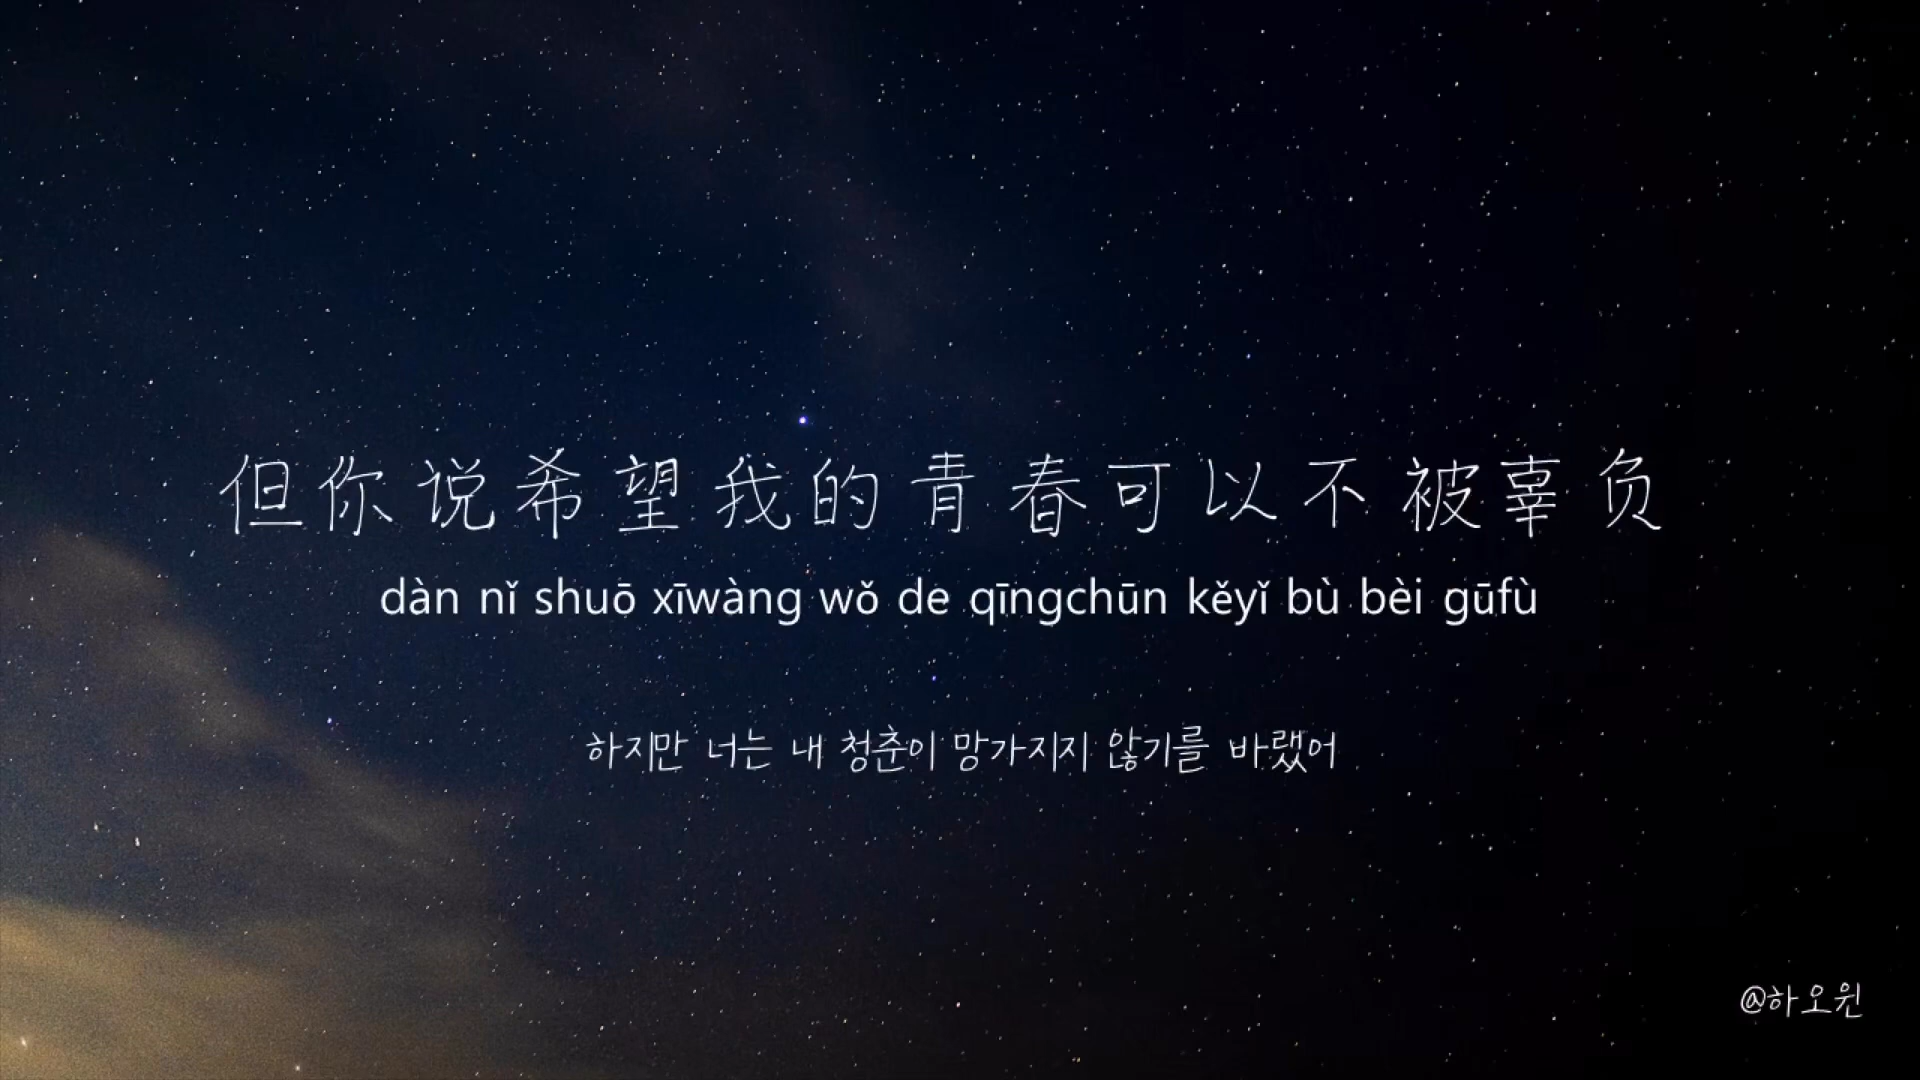 但你说希望我的青春可以不被辜负
dàn nǐ shuō xīwàng wǒ de qīngchūn kěyǐ bù bèi gūfù
하지만 너는 내 청춘이 망가지지 않기를 바랬어
@하오원